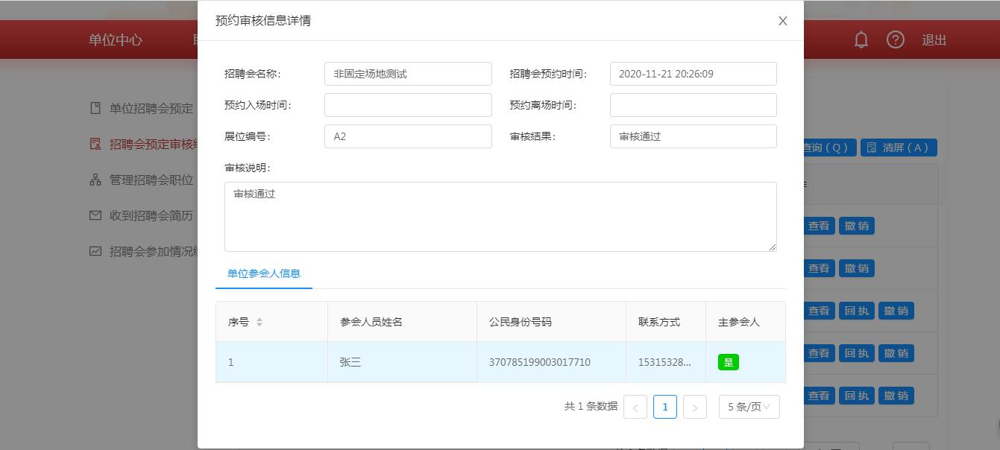 预约审核信息详情
单位中心
退出
招聘会名称:
非固定场地测试
招聘会预约时间:
2020-11-21 20:26:09
预约入场时间:
预约离场时间:
展位编号:
A2
审核结果:
审核通过
审核说明:
审核通过
单位招聘会预定
招聘会预定审核
管理招聘会职位
收到招聘会简历
招聘会参加情况
查询 ( Q )
清屏 ( A )
查看 撤 销
查看 撤 销
查看 回 执 撤 销
查看 回 执 撤 销
查看 回 执 撤 销
单位参会人信息
序号 参会人员姓名 公民身份号码 联系方式 主参会人
1 张三 370785199003017710 15315328... 是
共 1 条数据 < 1 > 5 条/页